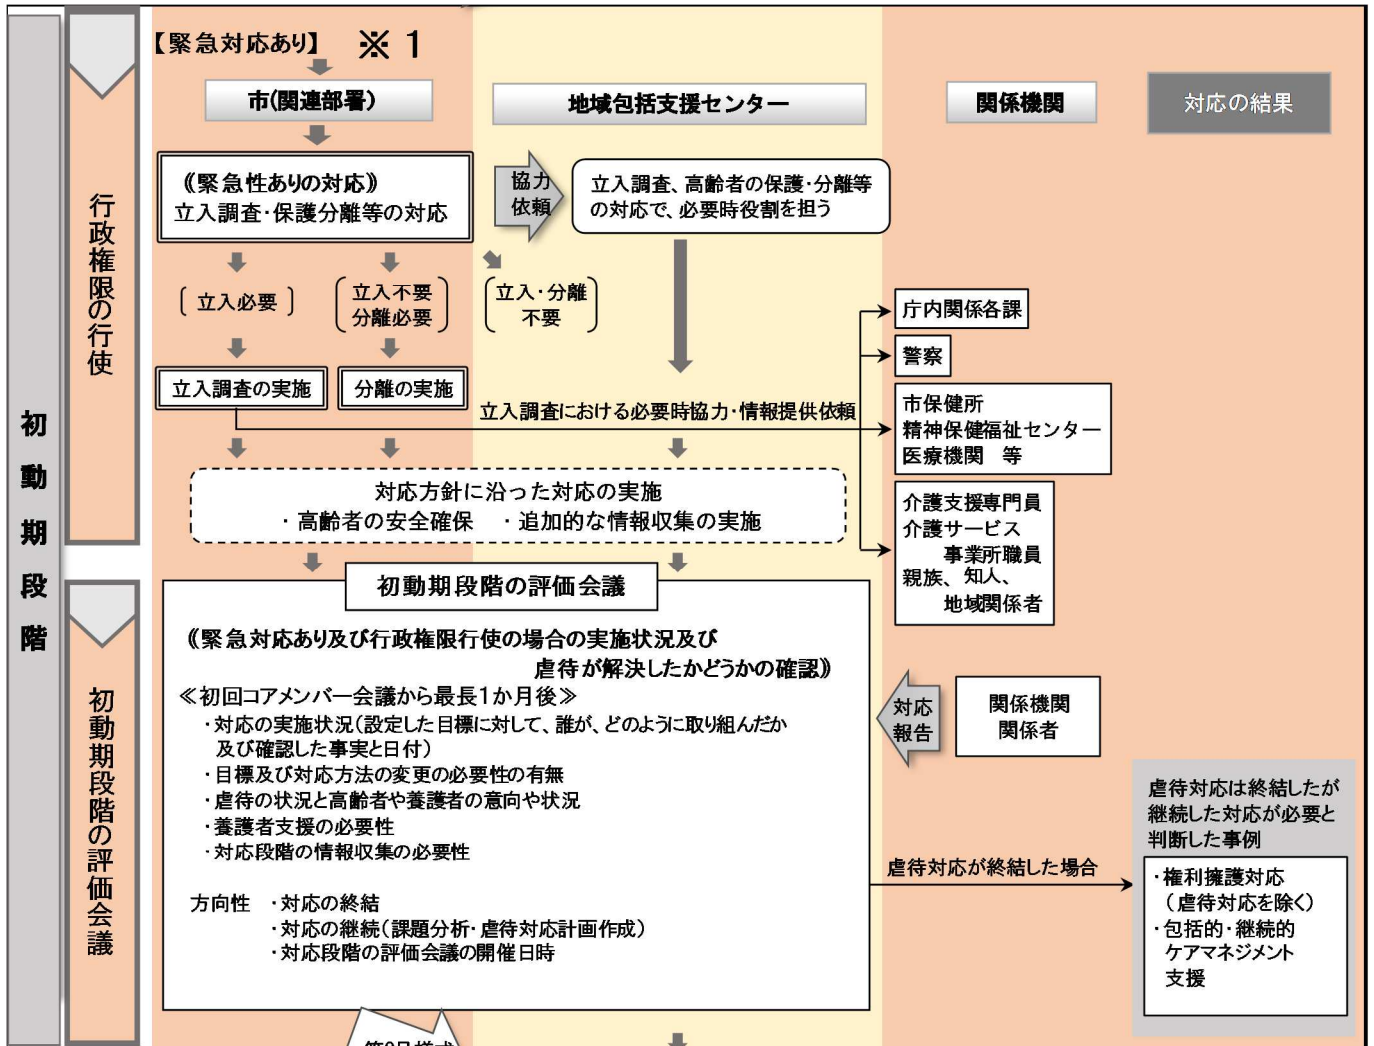 初動期段階
行政権限の行使
初動期段階の評価会議
【緊急対応あり】 ※１
市(関連部署)
地域包括支援センター
関係機関
対応の結果
《緊急性ありの対応》
立入調査・保護分離等の対応
協力
依頼
立入調査、高齢者の保護・分離等
の対応で、必要時役割を担う
立入必要
立入不要
分離必要
立入・分離
不要
立入調査の実施
分離の実施
立入調査における必要時協力・情報提供依頼
庁内関係各課
警察
市保健所
精神保健福祉センター
医療機関 等
介護支援専門員
介護サービス
事業所職員
親族、知人、
地域関係者
対応方針に沿った対応の実施
・高齢者の安全確保 ・追加的な情報収集の実施
初動期段階の評価会議
《緊急対応あり及び行政権限行使の場合の実施状況及び
虐待が解決したかどうかの確認》
≪初回コアメンバー会議から最長１か月後≫
・対応の実施状況(設定した目標に対して、誰が、どのように取り組んだか
及び確認した事実と日付)
・目標及び対応方法の変更の必要性の有無
・虐待の状況と高齢者や養護者の意向や状況
・養護者支援の必要性
・対応段階の情報収集の必要性
方向性 ・対応の終結
・対応の継続(課題分析・虐待対応計画作成)
・対応段階の評価会議の開催日時
対応
報告
関係機関
関係者
虐待対応が終結した場合
虐待対応は終結したが
継続した対応が必要と
判断した事例
・権利擁護対応
(虐待対応を除く)
・包括的・継続的
ケアマネジメント
支援